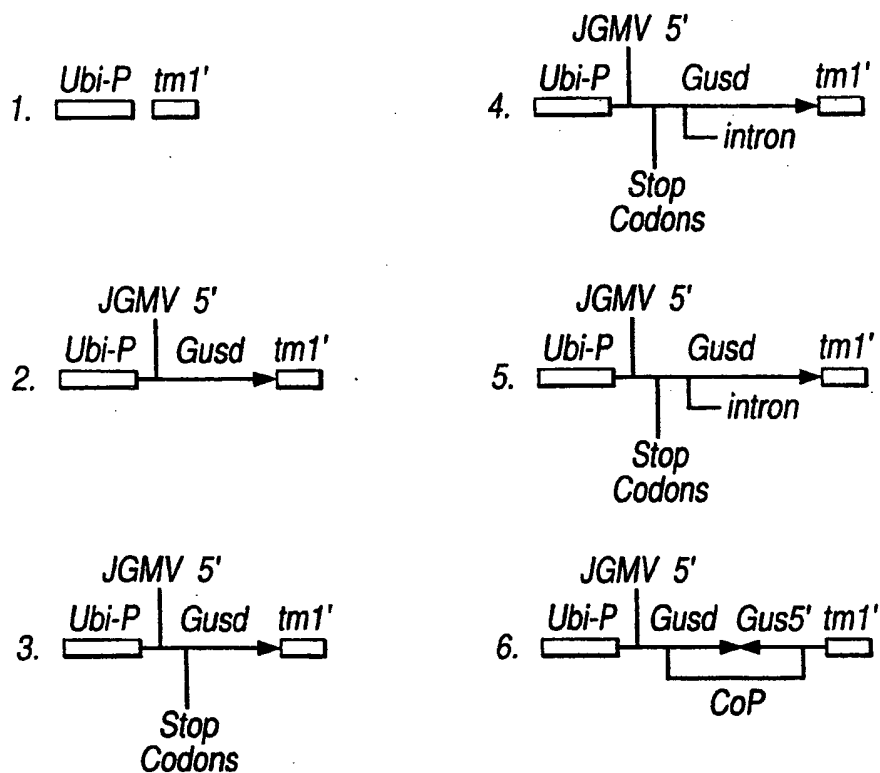 1. Ubi-P tm1'
JGMV 5'
2. Ubi-P Gusd tm1'
JGMV 5'
3. Ubi-P Gusd tm1'
Stop
Codons
JGMV 5'
4. Ubi-P Gusd tm1'
intron
Stop
Codons
JGMV 5'
5. Ubi-P Gusd tm1'
intron
Stop
Codons
JGMV 5'
6. Ubi-P Gusd Gus5' tm1'
CoP